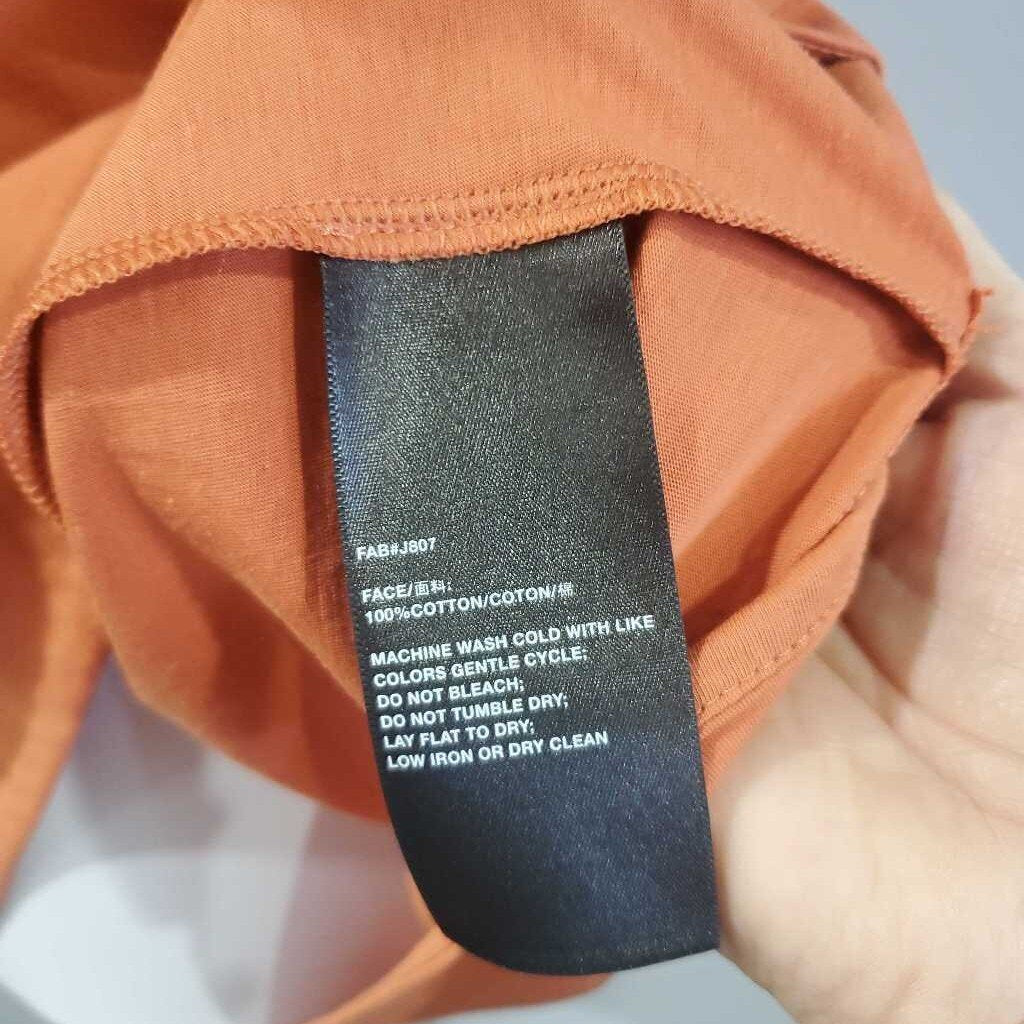 FAB#J807
FACE/面料:
100%COTTON/COTON/棉
MACHINE WASH COLD WITH LIKE
COLORS GENTLE CYCLE;
DO NOT BLEACH;
DO NOT TUMBLE DRY;
LAY FLAT TO DRY;
LOW IRON OR DRY CLEAN